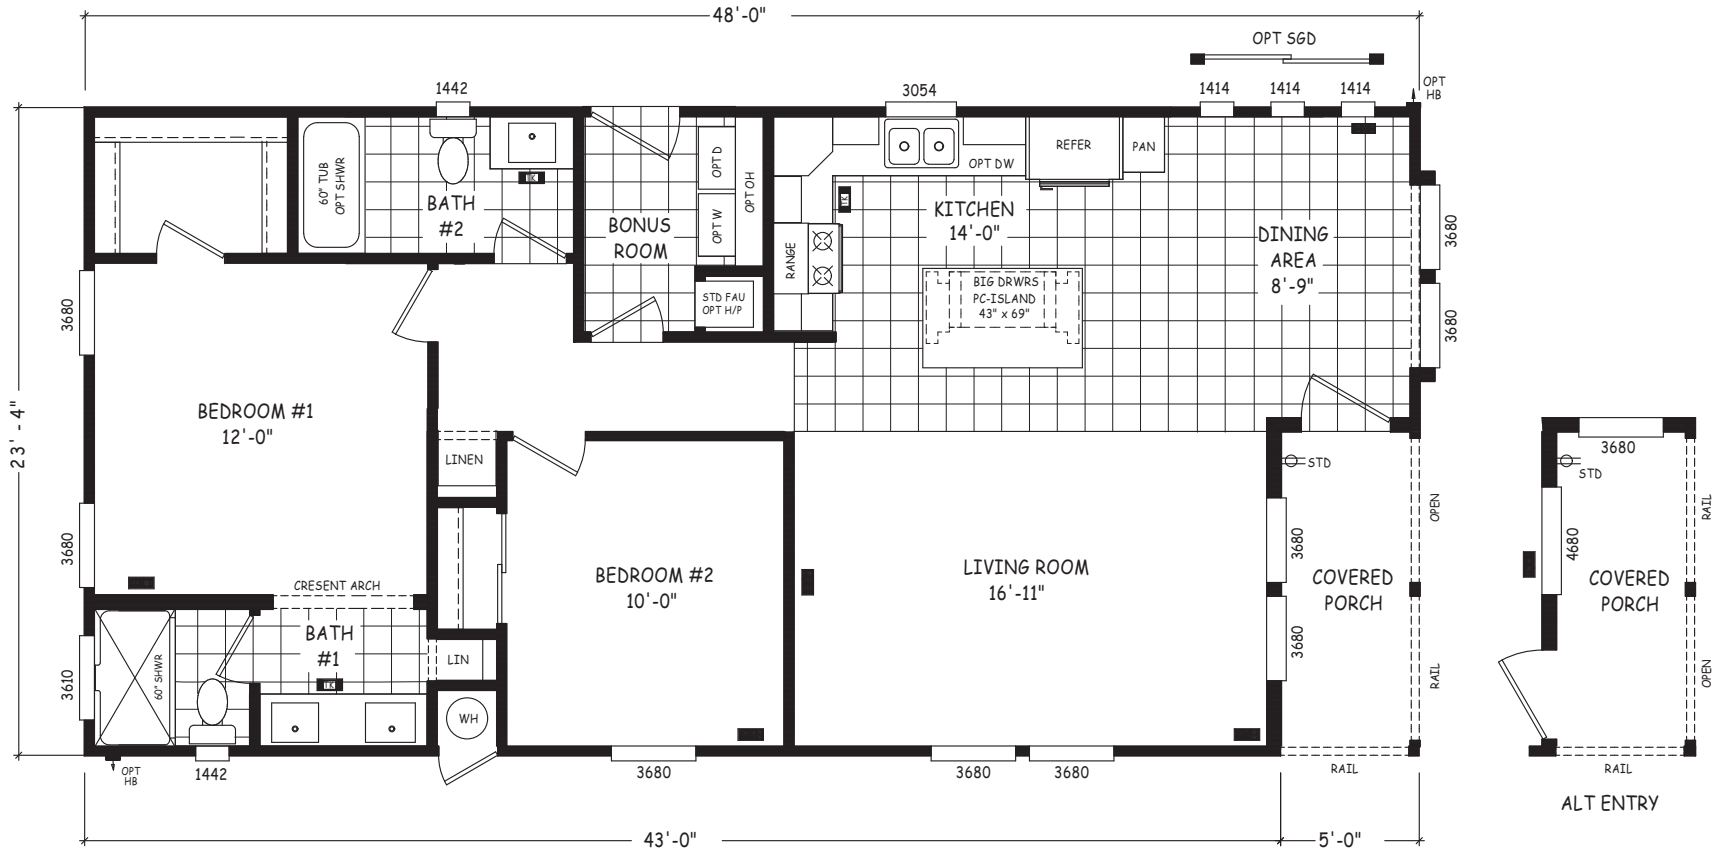 48'-0"
OPT SGD
1442
3054
1414
1414
1414
OPT
HB
23'-4"
60" TUB
OPT SHWR
BATH
#2
TK
BONUS
ROOM
OPT D
OPT W
OPT OH
STD FAU
OPT H/P
RANGE
TK
OPT DW
REFER
PAN
KITCHEN
14'-0"
BIG DRWRS
PC-ISLAND
43" x 69"
DINING
AREA
8'-9"
3680
3680
3680
BEDROOM #1
12'-0"
3680
LINEN
CRESENT ARCH
BEDROOM #2
10'-0"
LIVING ROOM
16'-11"
STD
3680
3680
COVERED
PORCH
OPEN
RAIL
RAIL
3610
60" SHWR
BATH
#1
TK
LIN
WH
OPT
HB
1442
3680
3680
3680
43'-0"
5'-0"
3680
STD
4680
COVERED
PORCH
RAIL
OPEN
RAIL
ALT ENTRY